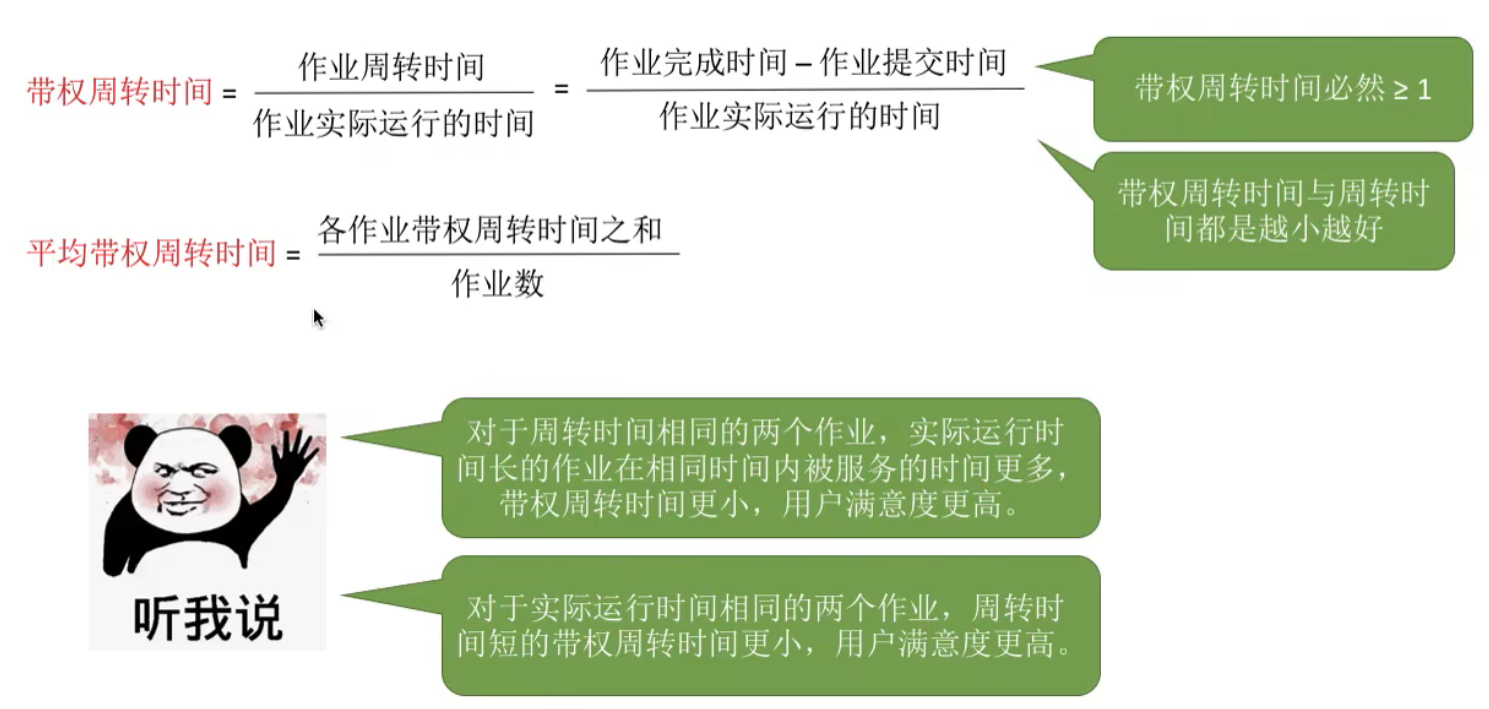 带权周转时间 = 作业周转时间 / 作业实际运行的时间 = 作业完成时间 – 作业提交时间 / 作业实际运行的时间
带权周转时间必然 ≥ 1
带权周转时间与周转时
间都是越小越好
平均带权周转时间 = 各作业带权周转时间之和 / 作业数
对于周转时间相同的两个作业，实际运行时
间长的作业在相同时间内被服务的时间更多，
带权周转时间更小，用户满意度更高。
听我说
对于实际运行时间相同的两个作业，周转时
间短的带权周转时间更小，用户满意度更高。